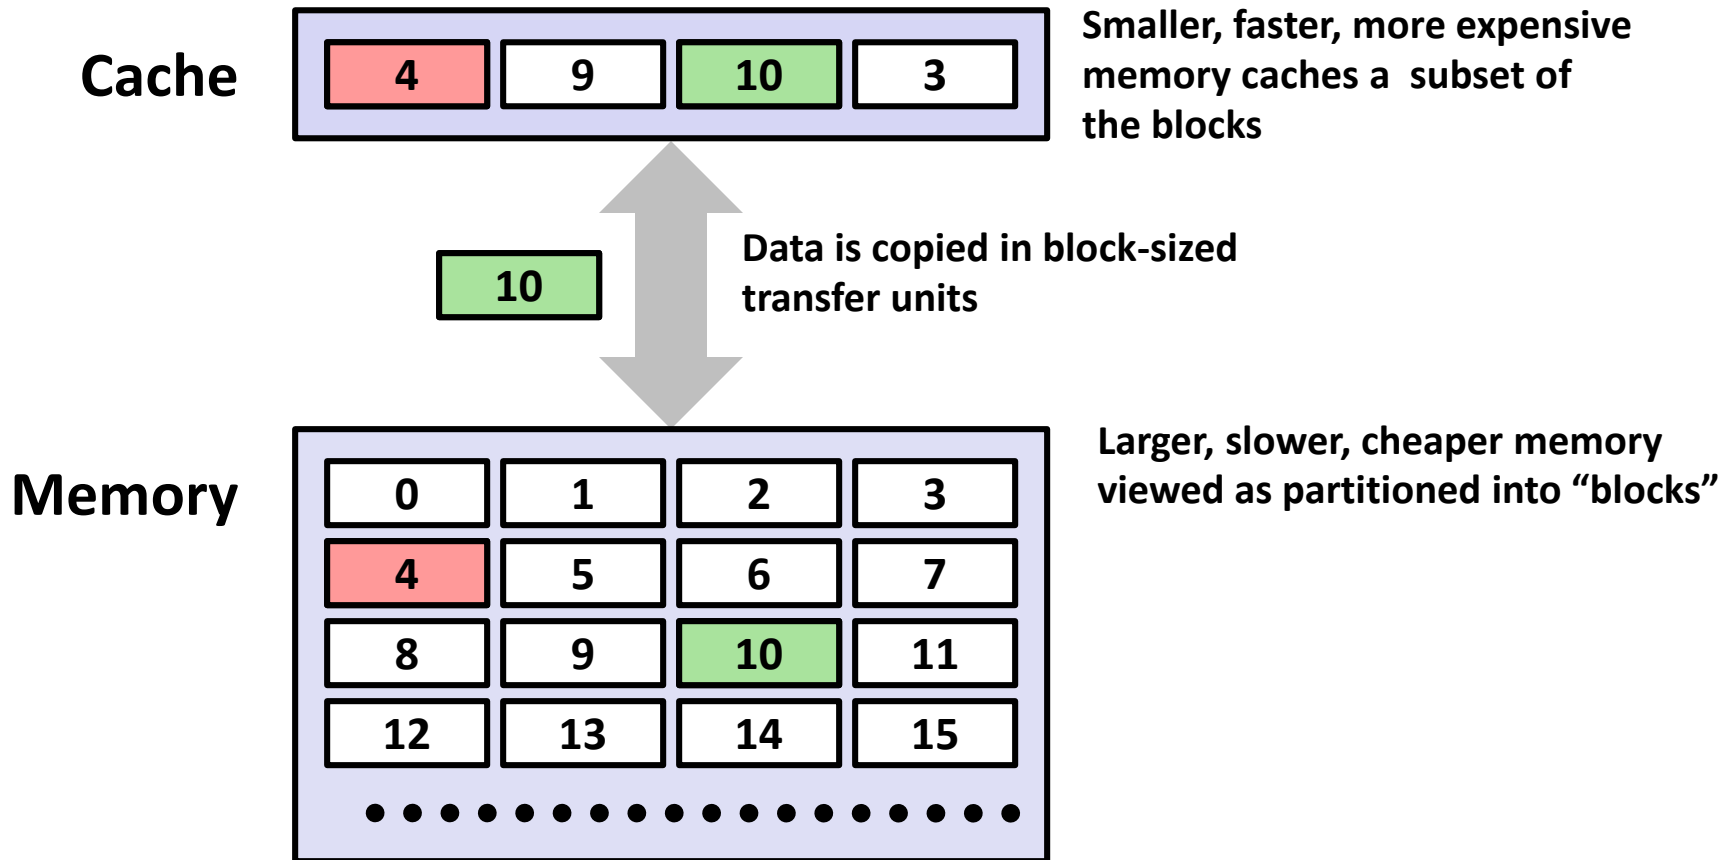 Cache
4 9 10 3
Smaller, faster, more expensive
memory caches a  subset of
the blocks
10
Data is copied in block-sized
transfer units
Memory
0 1 2 3
4 5 6 7
8 9 10 11
12 13 14 15
Larger, slower, cheaper memory
viewed as partitioned into “blocks”